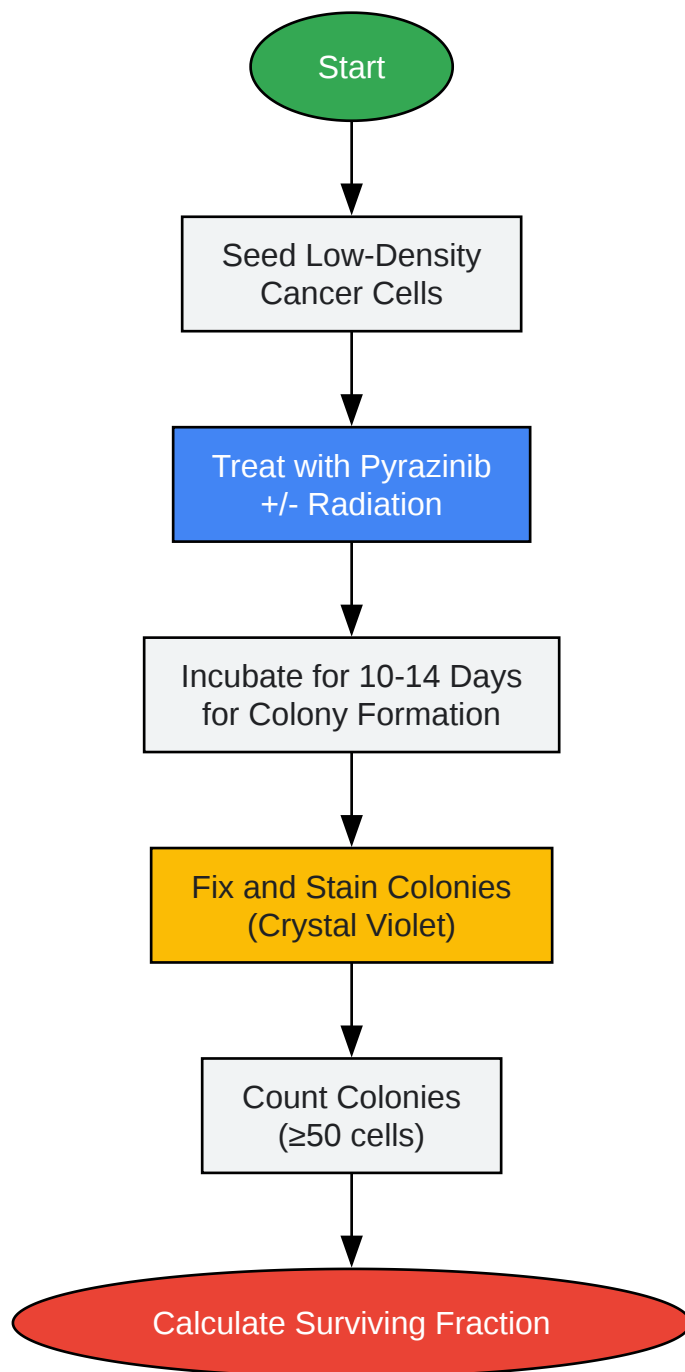 Start
Seed Low-Density
Cancer Cells
Treat with Pyrazinib
+/- Radiation
Incubate for 10-14 Days
for Colony Formation
Fix and Stain Colonies
(Crystal Violet)
Count Colonies
(≥50 cells)
Calculate Surviving Fraction